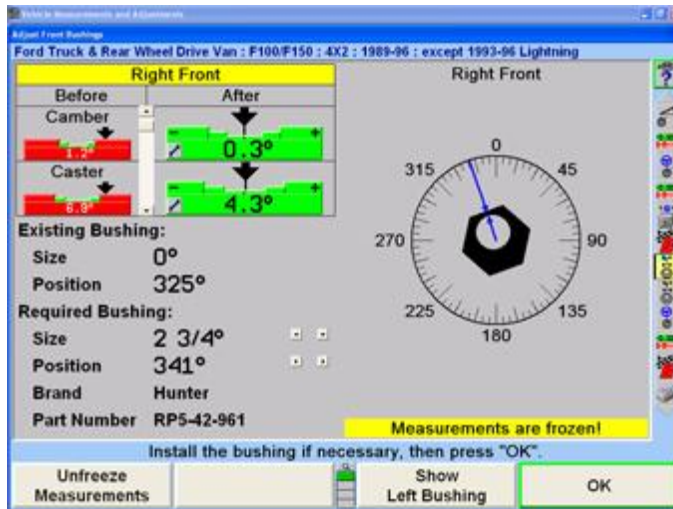 Vehicle Measurements and Adjustments
Adjust Front Bushings
Ford Truck & Rear Wheel Drive Van : F100/F150 : 4X2 : 1989-96 : except 1993-96 Lightning
Right Front
Before After
Camber
1.2° 0.3°
Caster
6.0° 4.3°
Existing Bushing:
Size 0°
Position 325°
Required Bushing:
Size 2 3/4°
Position 341°
Brand Hunter
Part Number RP5-42-961
Right Front
0
315 45
270 90
225 135
180
Measurements are frozen!
Install the bushing if necessary, then press "OK".
Unfreeze
Measurements
Show
Left Bushing
OK